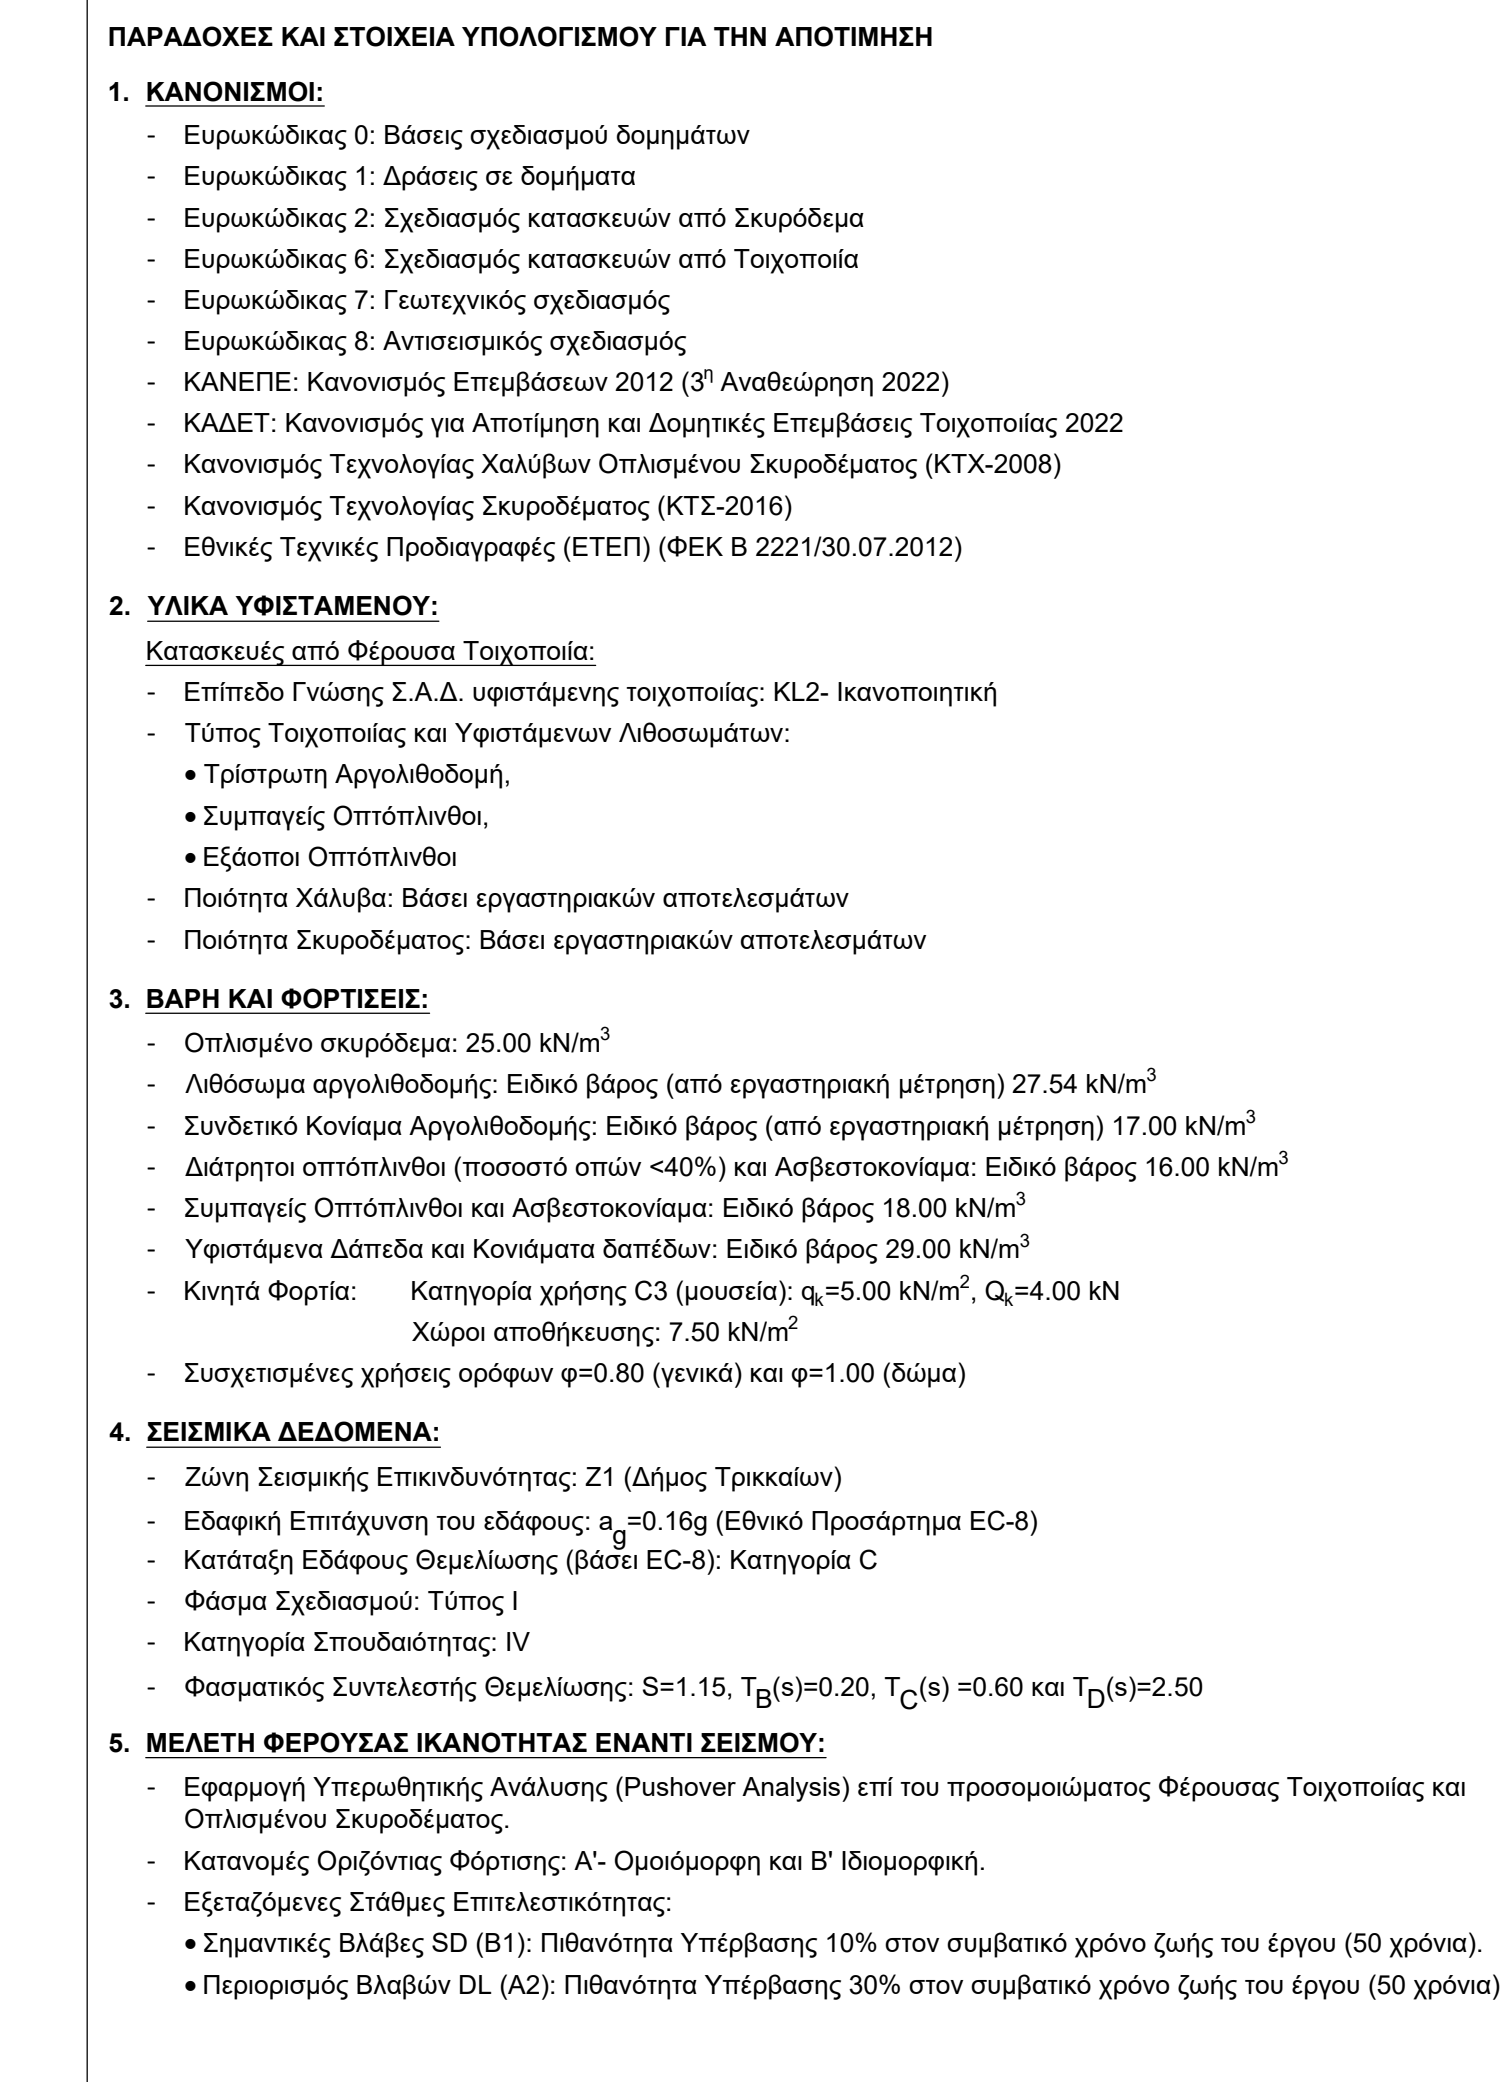 ΠΑΡΑΔΟΧΕΣ ΚΑΙ ΣΤΟΙΧΕΙΑ ΥΠΟΛΟΓΙΣΜΟΥ ΓΙΑ ΤΗΝ ΑΠΟΤΙΜΗΣΗ
1. ΚΑΝΟΝΙΣΜΟΙ:
- Ευρωκώδικας 0: Βάσεις σχεδιασμού δομημάτων
- Ευρωκώδικας 1: Δράσεις σε δομήματα
- Ευρωκώδικας 2: Σχεδιασμός κατασκευών από Σκυρόδεμα
- Ευρωκώδικας 6: Σχεδιασμός κατασκευών από Τοιχοποιία
- Ευρωκώδικας 7: Γεωτεχνικός σχεδιασμός
- Ευρωκώδικας 8: Αντισεισμικός σχεδιασμός
- ΚΑΝΕΠΕ: Κανονισμός Επεμβάσεων 2012 (3η Αναθεώρηση 2022)
- ΚΑΔΕΤ: Κανονισμός για Αποτίμηση και Δομητικές Επεμβάσεις Τοιχοποιίας 2022
- Κανονισμός Τεχνολογίας Χαλύβων Οπλισμένου Σκυροδέματος (ΚΤΧ-2008)
- Κανονισμός Τεχνολογίας Σκυροδέματος (ΚΤΣ-2016)
- Εθνικές Τεχνικές Προδιαγραφές (ΕΤΕΠ) (ΦΕΚ Β 2221/30.07.2012)
2. ΥΛΙΚΑ ΥΦΙΣΤΑΜΕΝΟΥ:
Κατασκευές από Φέρουσα Τοιχοποιία:
- Επίπεδο Γνώσης Σ.Α.Δ. υφιστάμενης τοιχοποιίας: KL2- Ικανοποιητική
- Τύπος Τοιχοποιίας και Υφιστάμενων Λιθοσωμάτων:
• Τρίστρωτη Αργολιθοδομή,
• Συμπαγείς Οπτόπλινθοι,
• Εξάοποι Οπτόπλινθοι
- Ποιότητα Χάλυβα: Βάσει εργαστηριακών αποτελεσμάτων
- Ποιότητα Σκυροδέματος: Βάσει εργαστηριακών αποτελεσμάτων
3. ΒΑΡΗ ΚΑΙ ΦΟΡΤΙΣΕΙΣ:
- Οπλισμένο σκυρόδεμα: 25.00 kN/m³
- Λιθόσωμα αργολιθοδομής: Ειδικό βάρος (από εργαστηριακή μέτρηση) 27.54 kN/m³
- Συνδετικό Κονίαμα Αργολιθοδομής: Ειδικό βάρος (από εργαστηριακή μέτρηση) 17.00 kN/m³
- Διάτρητοι οπτόπλινθοι (ποσοστό οπών <40%) και Ασβεστοκονίαμα: Ειδικό βάρος 16.00 kN/m³
- Συμπαγείς Οπτόπλινθοι και Ασβεστοκονίαμα: Ειδικό βάρος 18.00 kN/m³
- Υφιστάμενα Δάπεδα και Κονιάματα δαπέδων: Ειδικό βάρος 29.00 kN/m³
- Κινητά Φορτία: Κατηγορία χρήσης C3 (μουσεία): qk=5.00 kN/m², Qk=4.00 kN
Χώροι αποθήκευσης: 7.50 kN/m²
- Συσχετισμένες χρήσεις ορόφων φ=0.80 (γενικά) και φ=1.00 (δώμα)
4. ΣΕΙΣΜΙΚΑ ΔΕΔΟΜΕΝΑ:
- Ζώνη Σεισμικής Επικινδυνότητας: Ζ1 (Δήμος Τρικκαίων)
- Εδαφική Επιτάχυνση του εδάφους: ag=0.16g (Εθνικό Προσάρτημα EC-8)
- Κατάταξη Εδάφους Θεμελίωσης (βάσει EC-8): Κατηγορία C
- Φάσμα Σχεδιασμού: Τύπος Ι
- Κατηγορία Σπουδαιότητας: IV
- Φασματικός Συντελεστής Θεμελίωσης: S=1.15, TB(s)=0.20, TC(s) =0.60 και TD(s)=2.50
5. ΜΕΛΕΤΗ ΦΕΡΟΥΣΑΣ ΙΚΑΝΟΤΗΤΑΣ ΕΝΑΝΤΙ ΣΕΙΣΜΟΥ:
- Εφαρμογή Υπερωθητικής Ανάλυσης (Pushover Analysis) επί του προσομοιώματος Φέρουσας Τοιχοποιίας και
Οπλισμένου Σκυροδέματος.
- Κατανομές Οριζόντιας Φόρτισης: Α'- Ομοιόμορφη και Β' Ιδιομορφική.
- Εξεταζόμενες Στάθμες Επιτελεστικότητας:
• Σημαντικές Βλάβες SD (Β1): Πιθανότητα Υπέρβασης 10% στον συμβατικό χρόνο ζωής του έργου (50 χρόνια).
• Περιορισμός Βλαβών DL (Α2): Πιθανότητα Υπέρβασης 30% στον συμβατικό χρόνο ζωής του έργου (50 χρόνια)